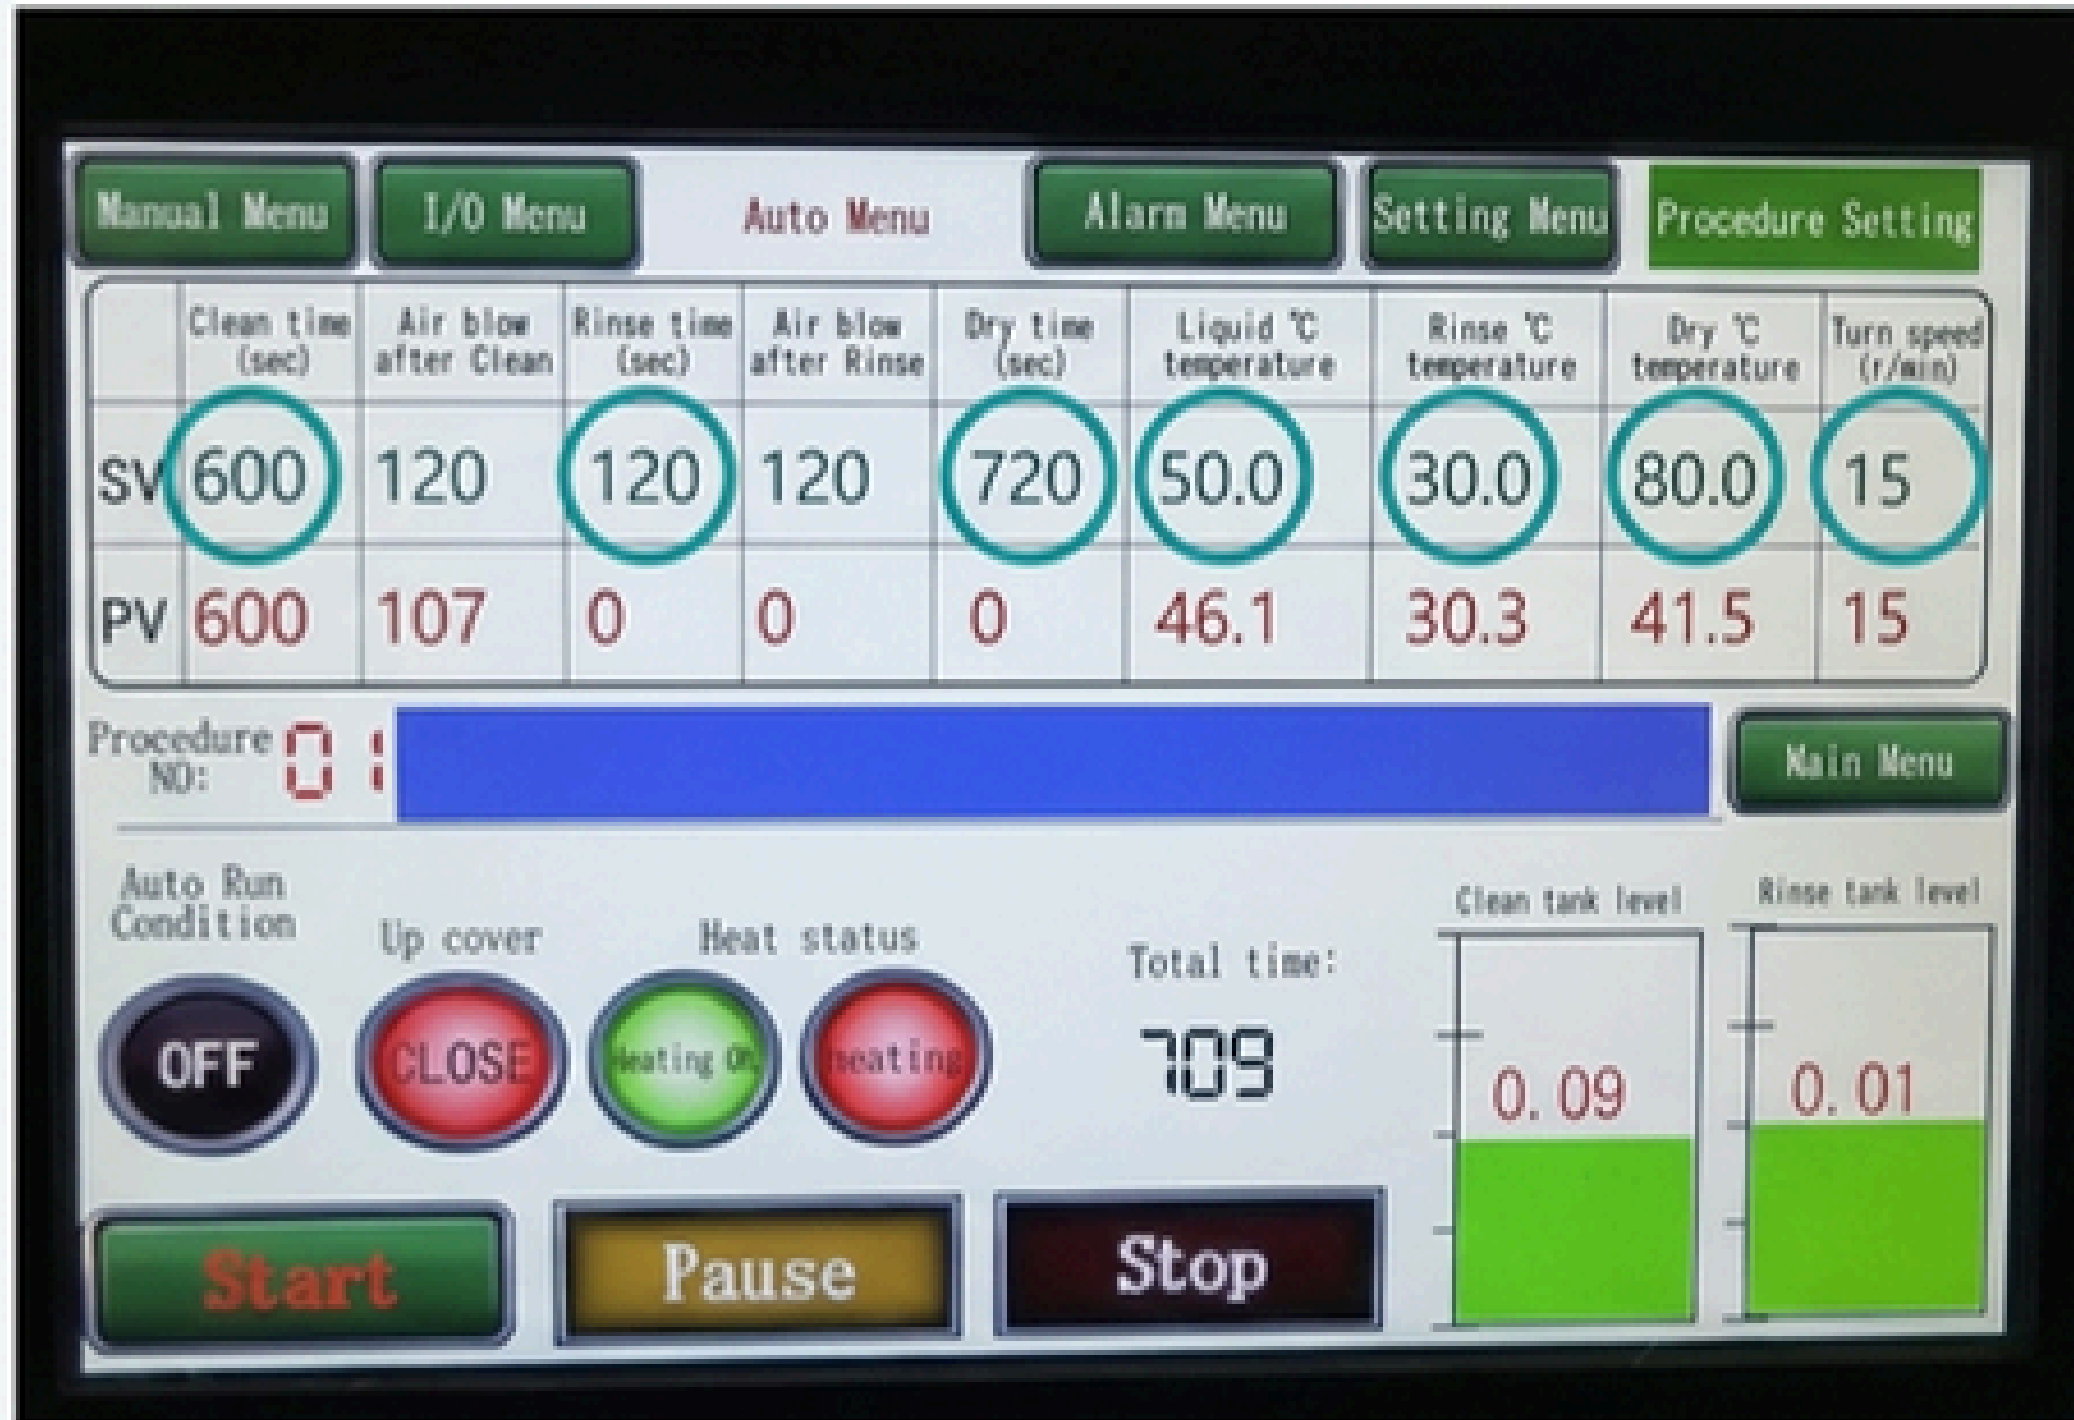 Manual Menu I/O Menu Auto Menu Alarm Menu Setting Menu Procedure Setting
Clean time Air blow Rinse time Air blow Dry time Liquid ℃ Rinse ℃ Dry ℃ Turn speed
(sec) after Clean (sec) after Rinse (sec) temperature temperature temperature (r/min)
SV 600 120 120 120 720 50.0 30.0 80.0 15
PV 600 107 0 0 0 46.1 30.3 41.5 15
Procedure
NO: 01
Main Menu
Auto Run
Condition
Up cover Heat status
Total time:
Clean tank level Rinse tank level
OFF CLOSE Heating ON heating 709 0.09 0.01
Start Pause Stop